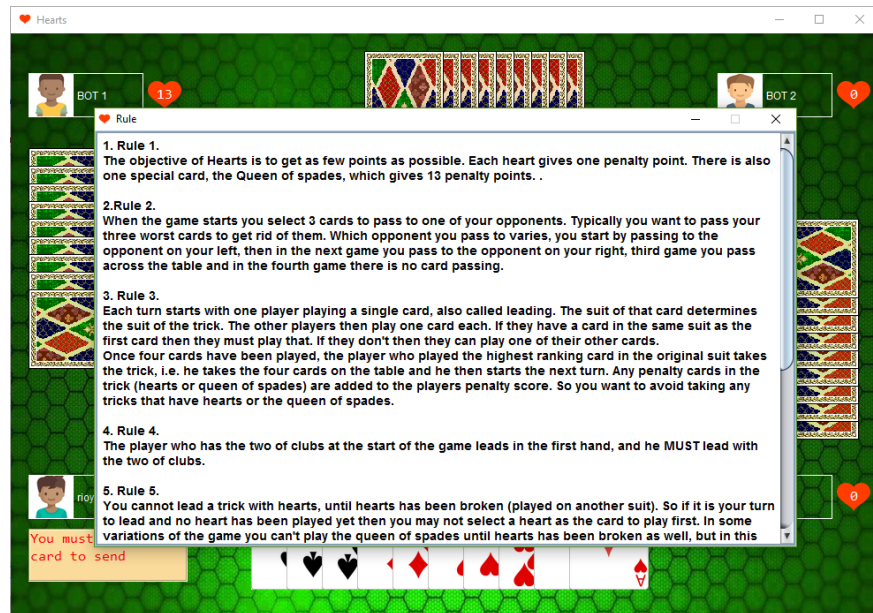 Hearts
BOT 1
13
BOT 2
0
Rule
1. Rule 1.
The objective of Hearts is to get as few points as possible. Each heart gives one penalty point. There is also
one special card, the Queen of spades, which gives 13 penalty points. .
2.Rule 2.
When the game starts you select 3 cards to pass to one of your opponents. Typically you want to pass your
three worst cards to get rid of them. Which opponent you pass to varies, you start by passing to the
opponent on your left, then in the next game you pass to the opponent on your right, third game you pass
across the table and in the fourth game there is no card passing.
3. Rule 3.
Each turn starts with one player playing a single card, also called leading. The suit of that card determines
the suit of the trick. The other players then play one card each. If they have a card in the same suit as the
first card then they must play that. If they don't then they can play one of their other cards.
Once four cards have been played, the player who played the highest ranking card in the original suit takes
the trick, i.e. he takes the four cards on the table and he then starts the next turn. Any penalty cards in the
trick (hearts or queen of spades) are added to the players penalty score. So you want to avoid taking any
tricks that have hearts or the queen of spades.
4. Rule 4.
The player who has the two of clubs at the start of the game leads in the first hand, and he MUST lead with
the two of clubs.
5. Rule 5.
You cannot lead a trick with hearts, until hearts has been broken (played on another suit). So if it is your turn
to lead and no heart has been played yet then you may not select a heart as the card to play first. In some
variations of the game you can't play the queen of spades until hearts has been broken as well, but in this
rioy
0
You must
card to send
A